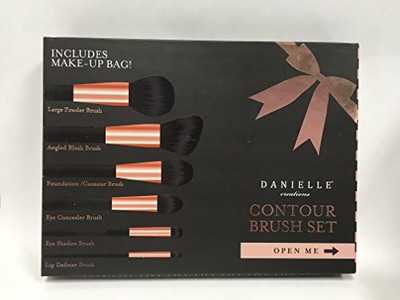 INCLUDES
MAKE-UP BAG!
Large Powder Brush
Angled Blush Brush
Foundation/Contour Brush
Eye Concealer Brush
Eye Shadow Brush
Lip Definer Brush
DANIELLE
creations
CONTOUR
BRUSH SET
OPEN ME